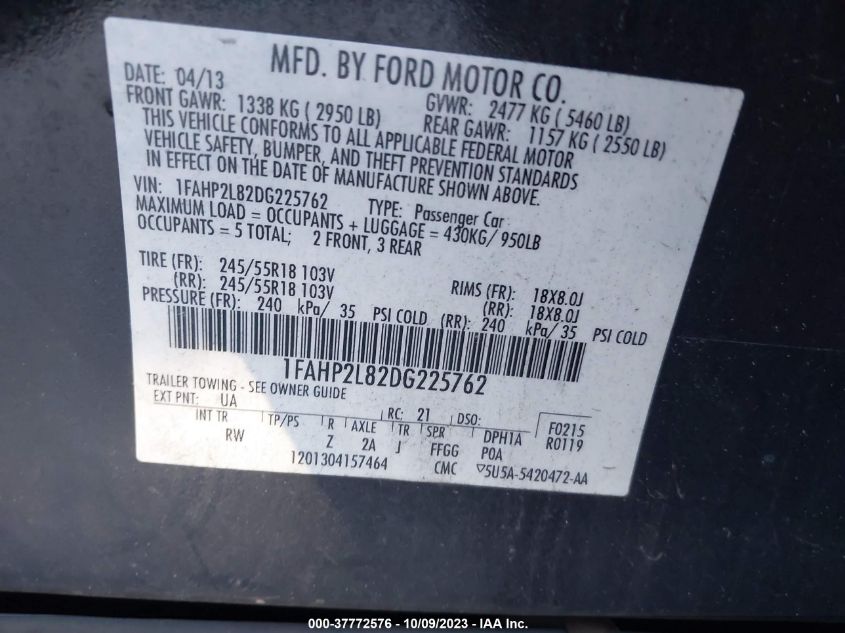 MFD. BY FORD MOTOR CO.
DATE: 04/13 GVWR: 2477 KG ( 5460 LB)
FRONT GAWR: 1338 KG ( 2950 LB) REAR GAWR: 1157 KG ( 2550 LB)
THIS VEHICLE CONFORMS TO ALL APPLICABLE FEDERAL MOTOR
VEHICLE SAFETY, BUMPER, AND THEFT PREVENTION STANDARDS
IN EFFECT ON THE DATE OF MANUFACTURE SHOWN ABOVE.
VIN: 1FAHP2L82DG225762 TYPE: Passenger Car
MAXIMUM LOAD = OCCUPANTS + LUGGAGE = 430KG/ 950LB
OCCUPANTS = 5 TOTAL; 2 FRONT, 3 REAR
TIRE (FR): 245/55R18 103V RIMS (FR): 18X8.0J
(RR): 245/55R18 103V (RR): 18X8.0J
PRESSURE (FR): 240 kPa/ 35 PSI COLD (RR): 240 kPa/ 35 PSI COLD
1FAHP2L82DG225762
TRAILER TOWING - SEE OWNER GUIDE
EXT PNT: UA RC: 21 DSO: F0215
INT TR TP/PS R AXLE TR SPR DPH1A R0119
RW Z 2A J FFGG P0A
1201304157464 CMC 5U5A-5420472-AA
000-37772576 - 10/09/2023 - IAA Inc.